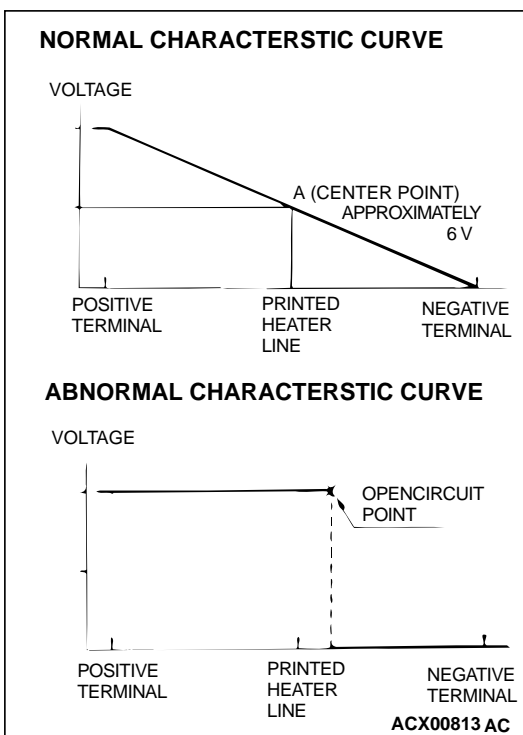 NORMAL CHARACTERSTIC CURVE
VOLTAGE
A (CENTER POINT)
APPROXIMATELY
6 V
POSITIVE
TERMINAL
PRINTED
HEATER
LINE
NEGATIVE
TERMINAL
ABNORMAL CHARACTERSTIC CURVE
VOLTAGE
OPENCIRCUIT
POINT
POSITIVE
TERMINAL
PRINTED
HEATER
LINE
NEGATIVE
TERMINAL
ACX00813 AC